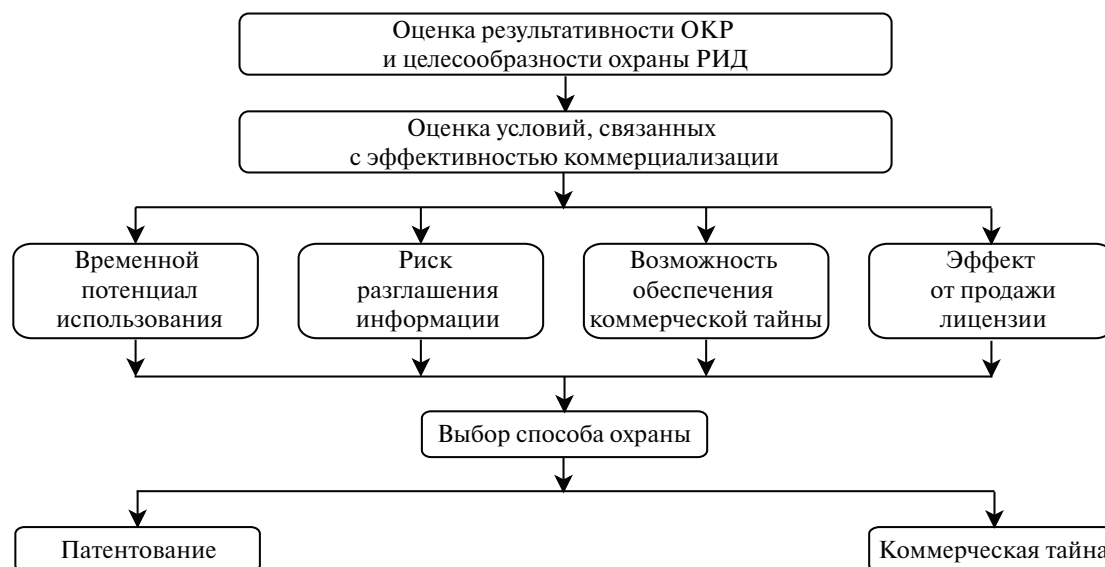 Оценка результативности ОКР
и целесообразности охраны РИД
Оценка условий, связанных
с эффективностью коммерциализации
Временной
потенциал
использования
Риск
разглашения
информации
Возможность
обеспечения
коммерческой тайны
Эффект
от продажи
лицензии
Выбор способа охраны
Патентование
Коммерческая тайна